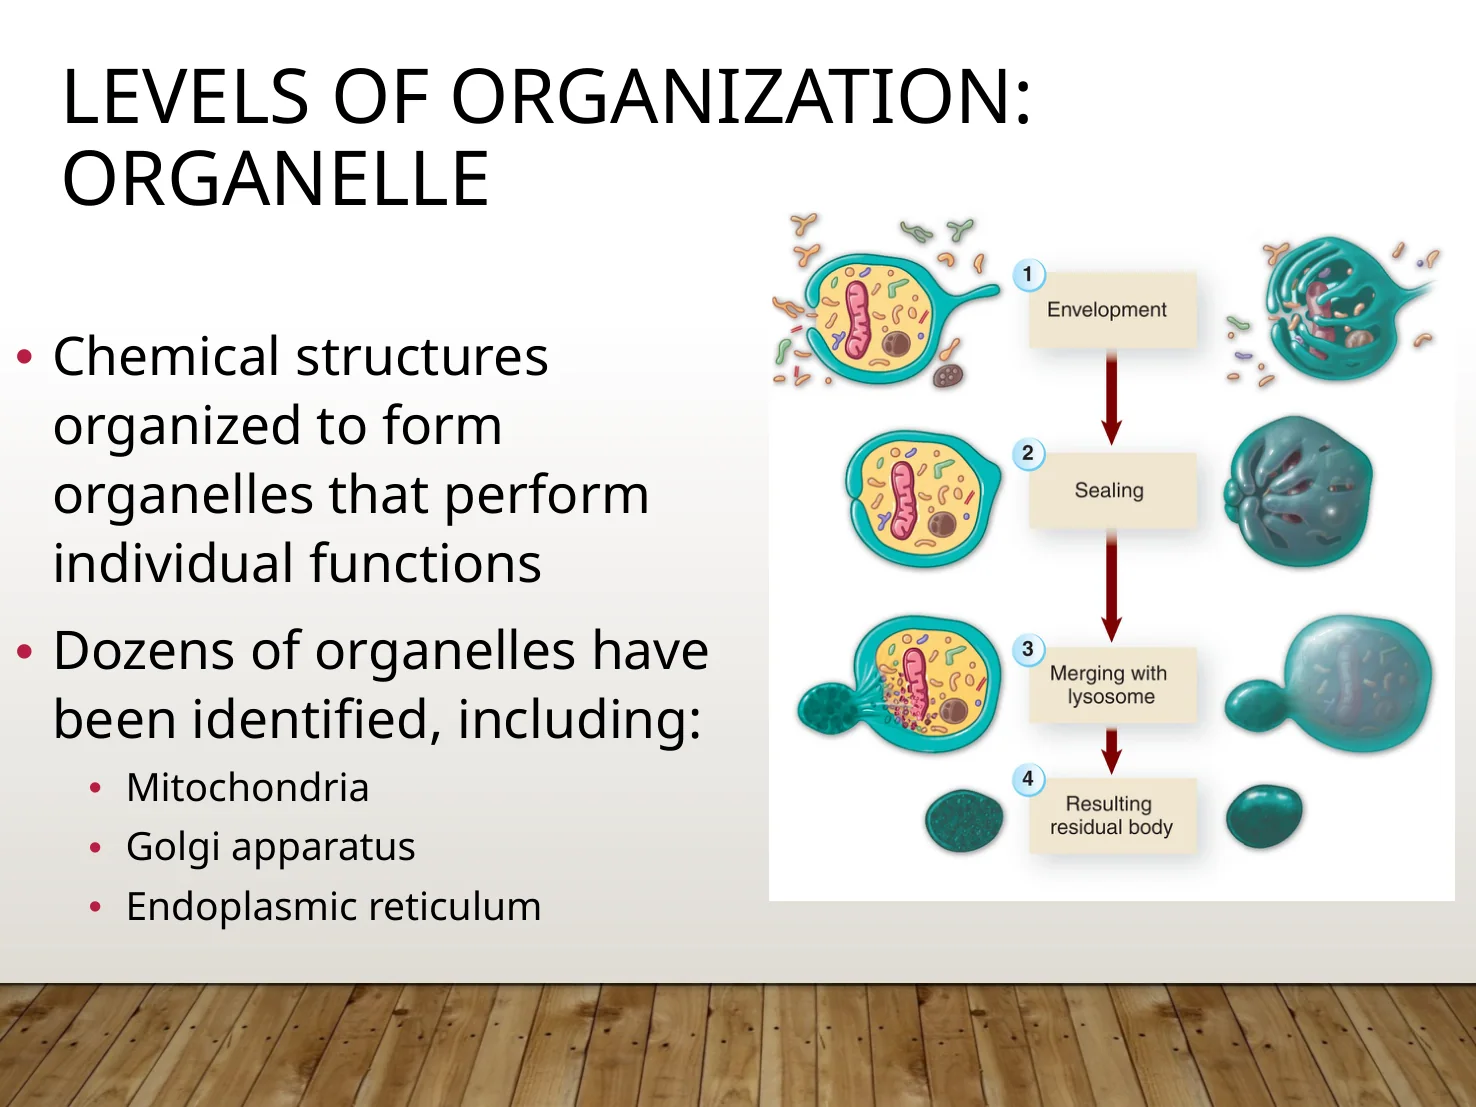 LEVELS OF ORGANIZATION:
ORGANELLE
• Chemical structures
organized to form
organelles that perform
individual functions
• Dozens of organelles have
been identified, including:
• Mitochondria
• Golgi apparatus
• Endoplasmic reticulum
1
Envelopment
2
Sealing
3
Merging with
lysosome
4
Resulting
residual body